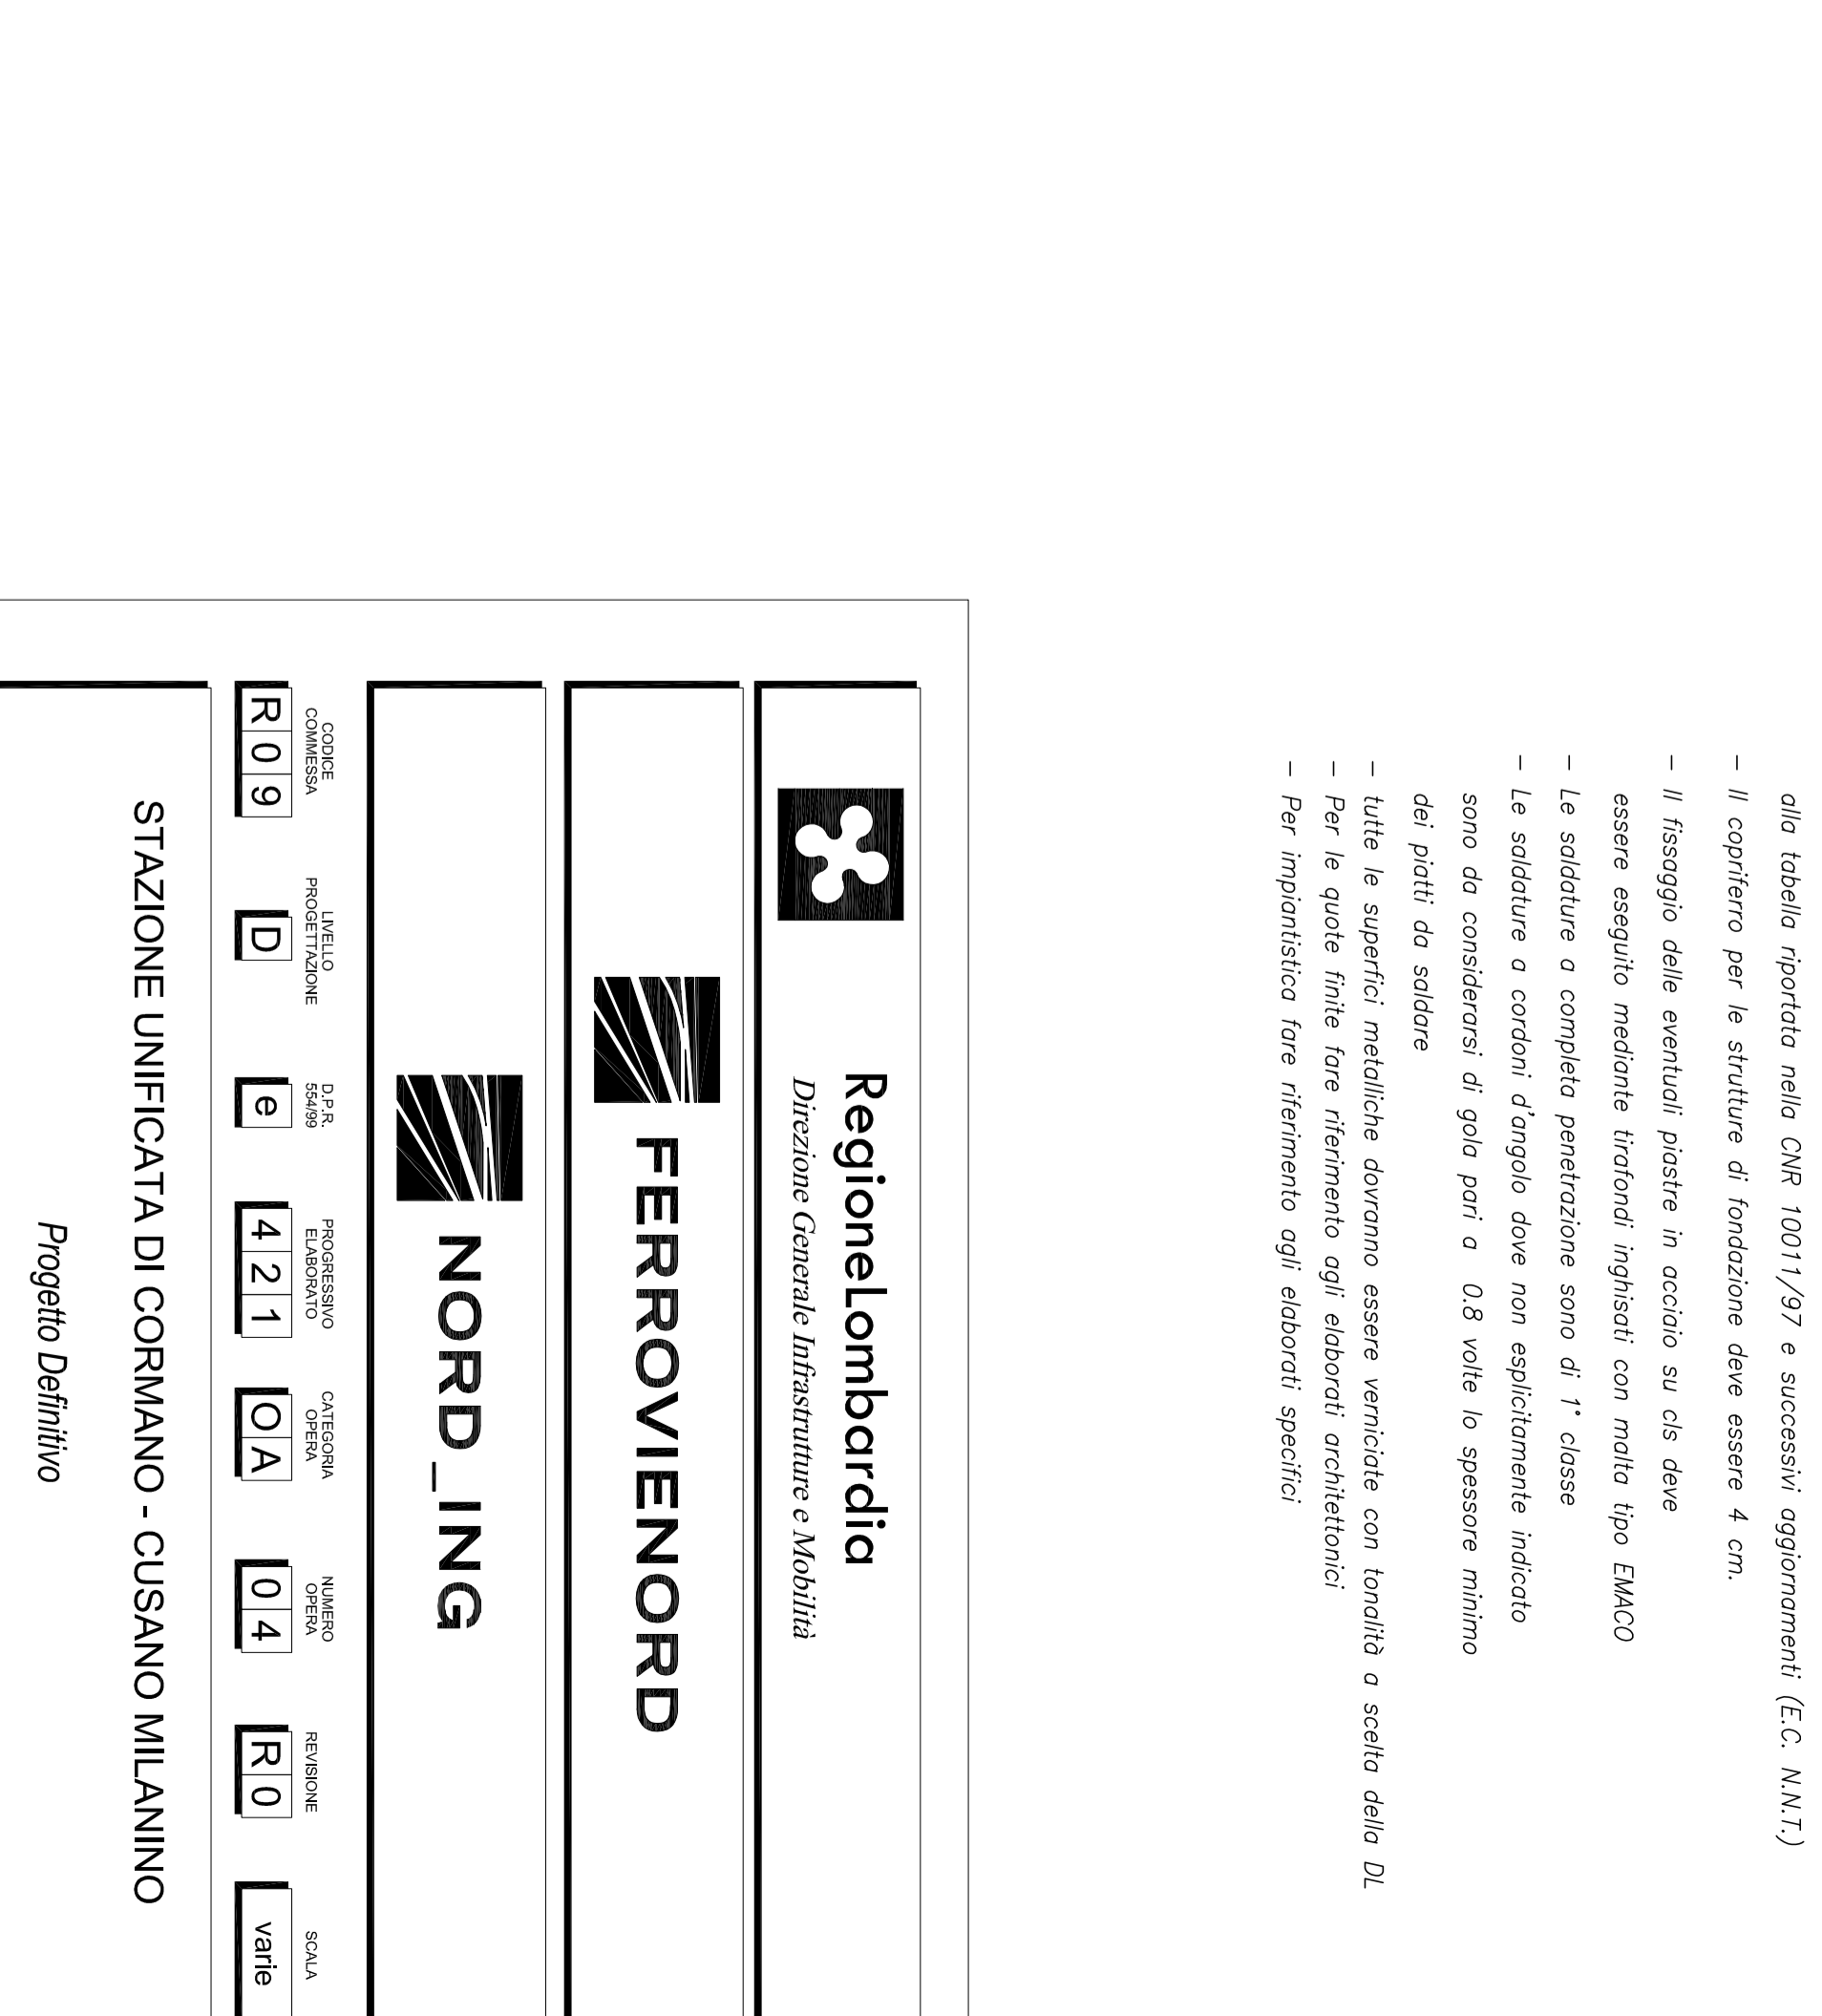 alla tabella riportata nella CNR 10011/97 e successivi aggiornamenti (E.C. N.N.T.)
– Il copriferro per le strutture di fondazione deve essere 4 cm.
– Il fissaggio delle eventuali piastre in acciaio su cls deve
essere eseguito mediante tirafondi inghisati con malta tipo EMACO
– Le saldature a completa penetrazione sono di 1° classe
– Le saldature a cordoni d'angolo dove non esplicitamente indicato
sono da considerarsi di gola pari a 0.8 volte lo spessore minimo
dei piatti da saldare
– tutte le superfici metalliche dovranno essere verniciate con tonalità a scelta della DL
– Per le quote finite fare riferimento agli elaborati architettonici
– Per impiantistica fare riferimento agli elaborati specifici
RegioneLombardia
Direzione Generale Infrastrutture e Mobilità
FERROVIENORD
NORD_ING
CODICE COMMESSA
LIVELLO PROGETTAZIONE
D.P.R. 554/99
PROGRESSIVO ELABORATO
CATEGORIA OPERA
NUMERO OPERA
REVISIONE
SCALA
R09 D e 421 OA 04 R0 varie
STAZIONE UNIFICATA DI CORMANO - CUSANO MILANINO
Progetto Definitivo